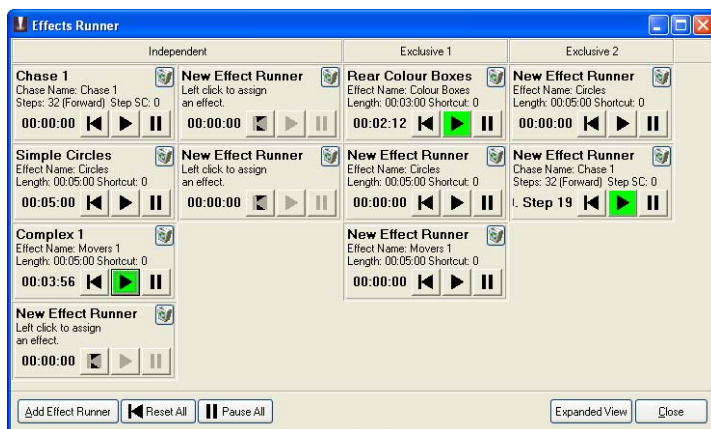 Effects Runner
Independent
Exclusive 1
Exclusive 2
Chase 1
Chase Name: Chase 1
Steps: 32 (Forward) Step SC: 0
00:00:00
New Effect Runner
Left click to assign
an effect.
00:00:00
Rear Colour Boxes
Effect Name: Colour Boxes
Length: 00:03:00 Shortcut: 0
00:02:12
New Effect Runner
Effect Name: Circles
Length: 00:05:00 Shortcut: 0
00:00:00
Simple Circles
Effect Name: Circles
Length: 00:05:00 Shortcut: 0
00:05:00
New Effect Runner
Left click to assign
an effect.
00:00:00
New Effect Runner
Effect Name: Circles
Length: 00:05:00 Shortcut: 0
00:00:00
New Effect Runner
Chase Name: Chase 1
Steps: 32 (Forward) Step SC: 0
. Step 19
Complex 1
Effect Name: Movers 1
Length: 00:05:00 Shortcut: 0
00:03:56
New Effect Runner
Effect Name: Movers 1
Length: 00:05:00 Shortcut: 0
00:00:00
New Effect Runner
Left click to assign
an effect.
00:00:00
Add Effect Runner
Reset All
Pause All
Expanded View
Close